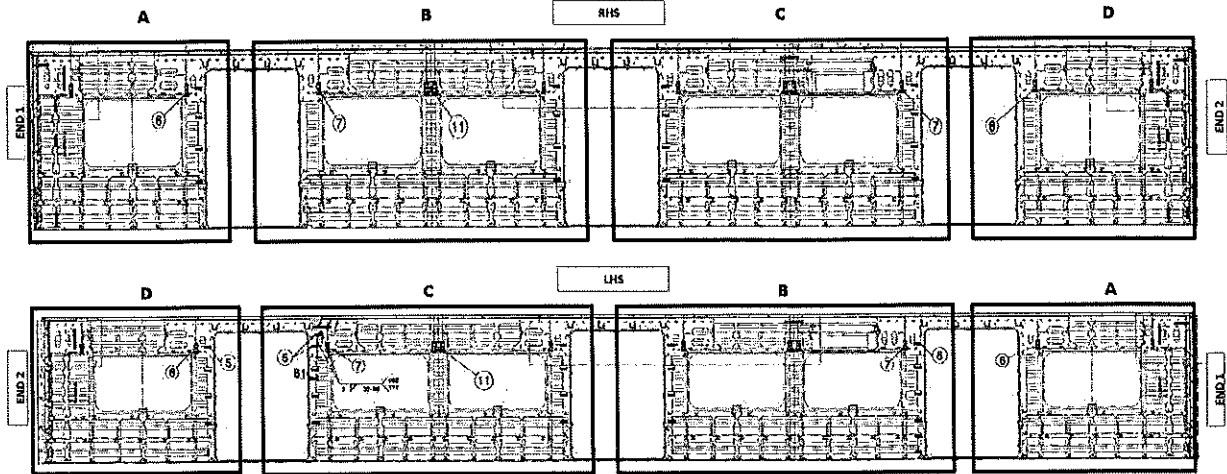 RHS
A B C D
END 1
END 2
6 7 11 7 6
LHS
D C B A
END 2
END 1
6 5 6 7 11 7 6 6
B1